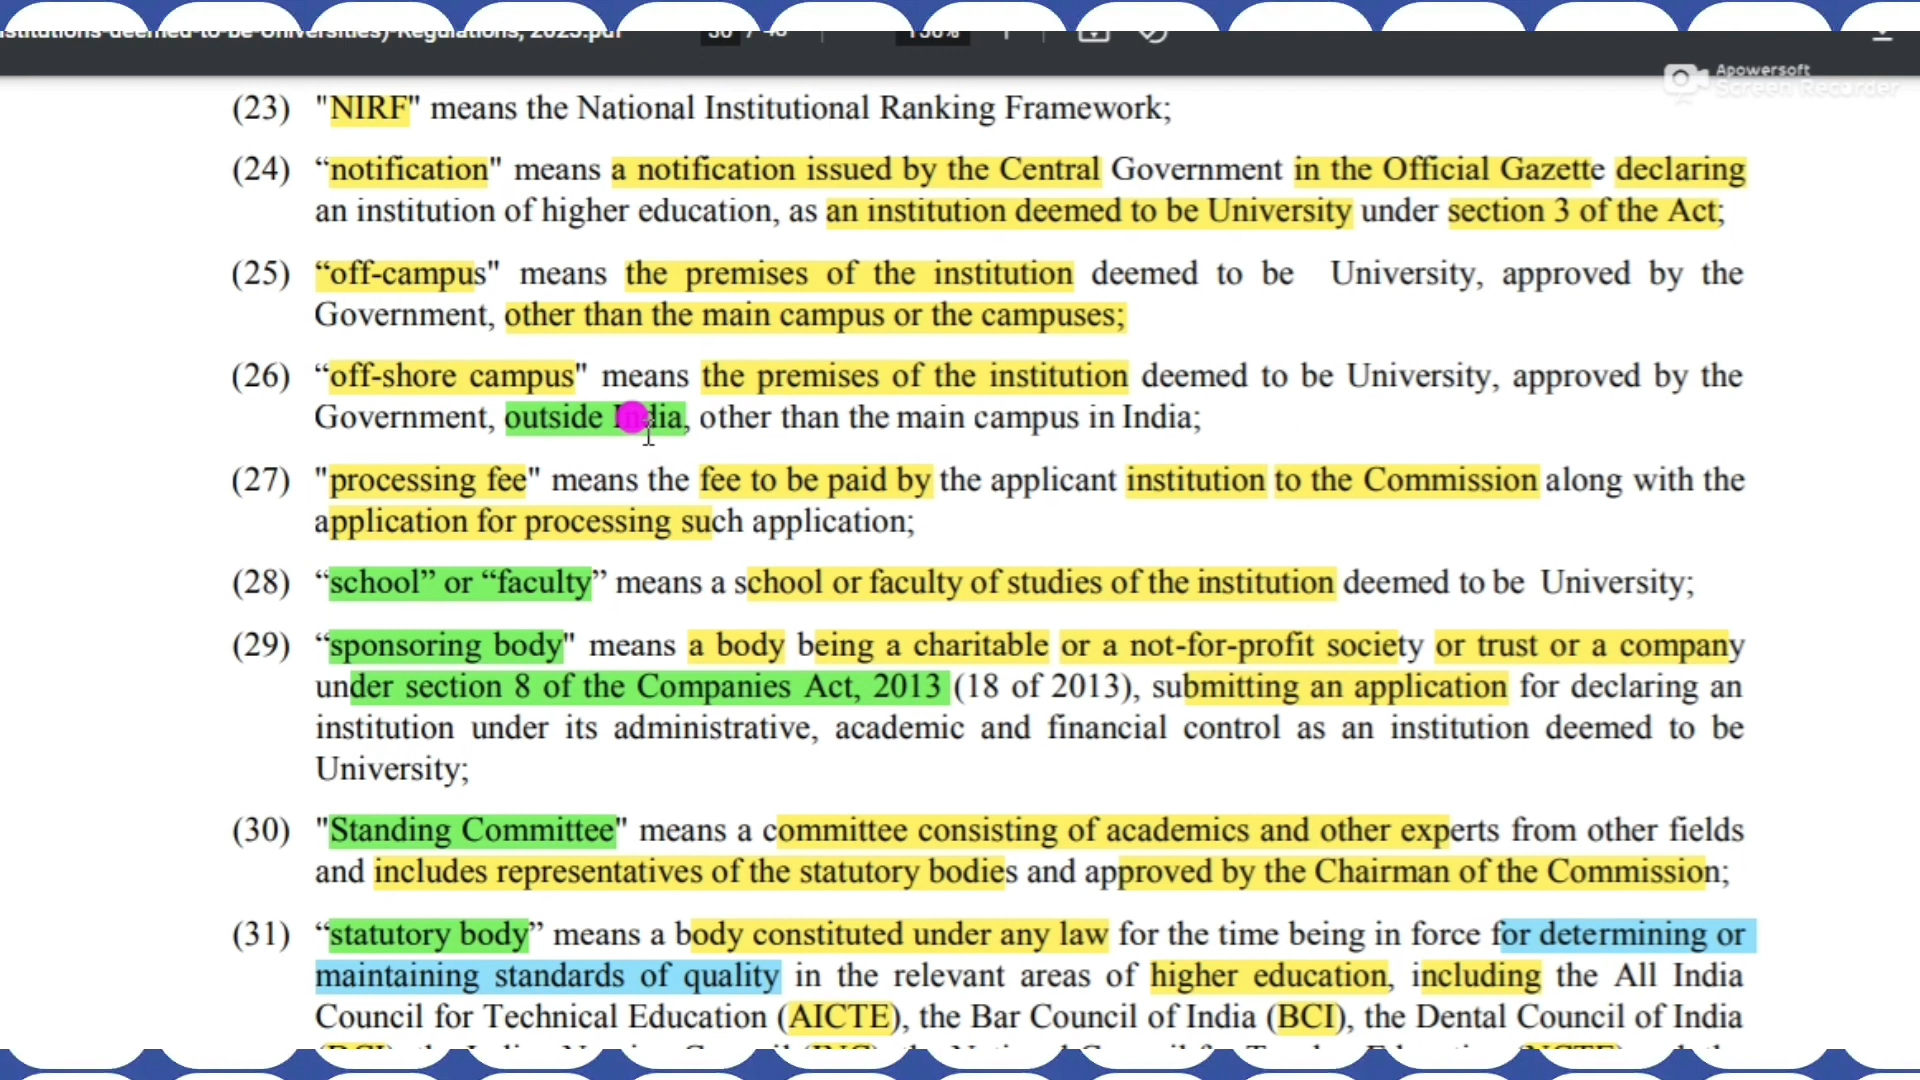 stitutions-deemed-to-be-Universities) Regulations, 2023.pdf
Apowersoft
Screen Recorder
(23) "NIRF" means the National Institutional Ranking Framework;
(24) “notification" means a notification issued by the Central Government in the Official Gazette declaring
an institution of higher education, as an institution deemed to be University under section 3 of the Act;
(25) “off-campus" means the premises of the institution deemed to be University, approved by the
Government, other than the main campus or the campuses;
(26) “off-shore campus" means the premises of the institution deemed to be University, approved by the
Government, outside India, other than the main campus in India;
(27) "processing fee" means the fee to be paid by the applicant institution to the Commission along with the
application for processing such application;
(28) “school” or “faculty” means a school or faculty of studies of the institution deemed to be University;
(29) “sponsoring body" means a body being a charitable or a not-for-profit society or trust or a company
under section 8 of the Companies Act, 2013 (18 of 2013), submitting an application for declaring an
institution under its administrative, academic and financial control as an institution deemed to be
University;
(30) "Standing Committee" means a committee consisting of academics and other experts from other fields
and includes representatives of the statutory bodies and approved by the Chairman of the Commission;
(31) “statutory body” means a body constituted under any law for the time being in force for determining or
maintaining standards of quality in the relevant areas of higher education, including the All India
Council for Technical Education (AICTE), the Bar Council of India (BCI), the Dental Council of India